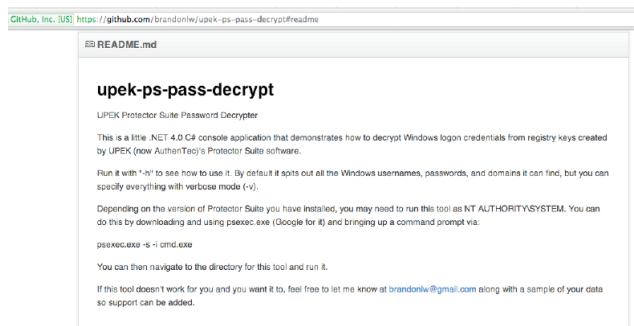 GitHub, Inc. [US] https://github.com/brandonlw/upek-ps-pass-decrypt#readme
README.md
upek-ps-pass-decrypt
UPEK Protector Suite Password Decrypter
This is a little .NET 4.0 C# console application that demonstrates how to decrypt Windows logon credentials from registry keys created
by UPEK (now AuthenTec)'s Protector Suite software.
Run it with "-h" to see how to use it. By default it spits out all the Windows usernames, passwords, and domains it can find, but you can
specify everything with verbose mode (-v).
Depending on the version of Protector Suite you have installed, you may need to run this tool as NT AUTHORITY\SYSTEM. You can
do this by downloading and using psexec.exe (Google for it) and bringing up a command prompt via:
psexec.exe -s -i cmd.exe
You can then navigate to the directory for this tool and run it.
If this tool doesn't work for you and you want it to, feel free to let me know at brandonlw@gmail.com along with a sample of your data
so support can be added.